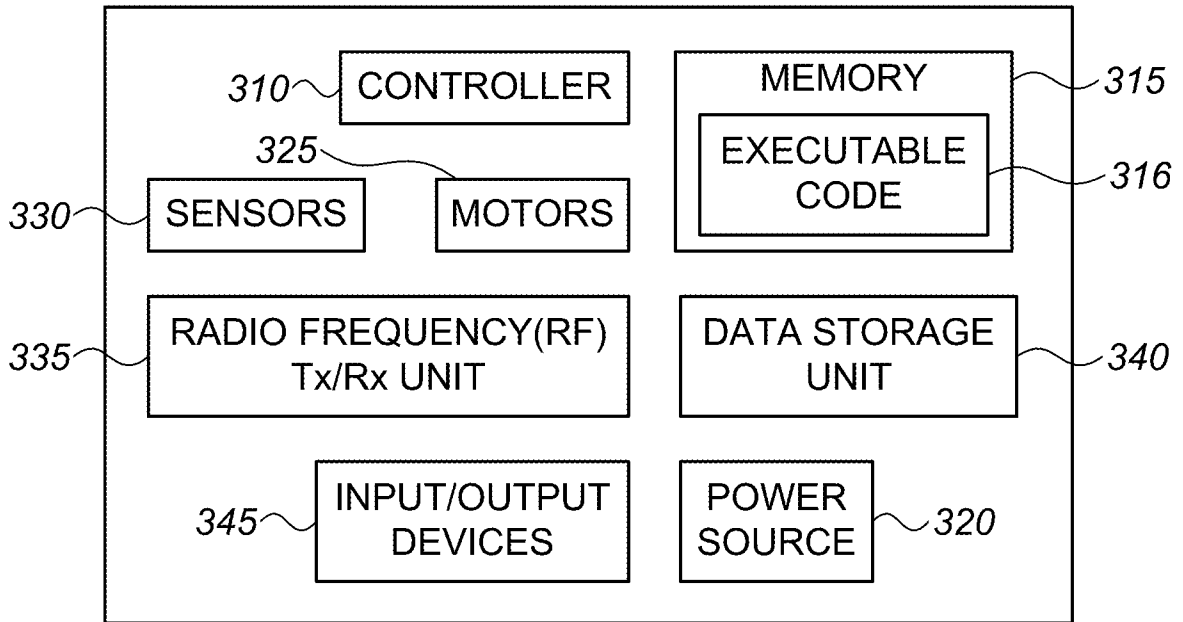 310 CONTROLLER
MEMORY 315
EXECUTABLE
CODE 316
325
330 SENSORS
MOTORS
335 RADIO FREQUENCY(RF)
Tx/Rx UNIT
DATA STORAGE
UNIT 340
345 INPUT/OUTPUT
DEVICES
POWER
SOURCE 320